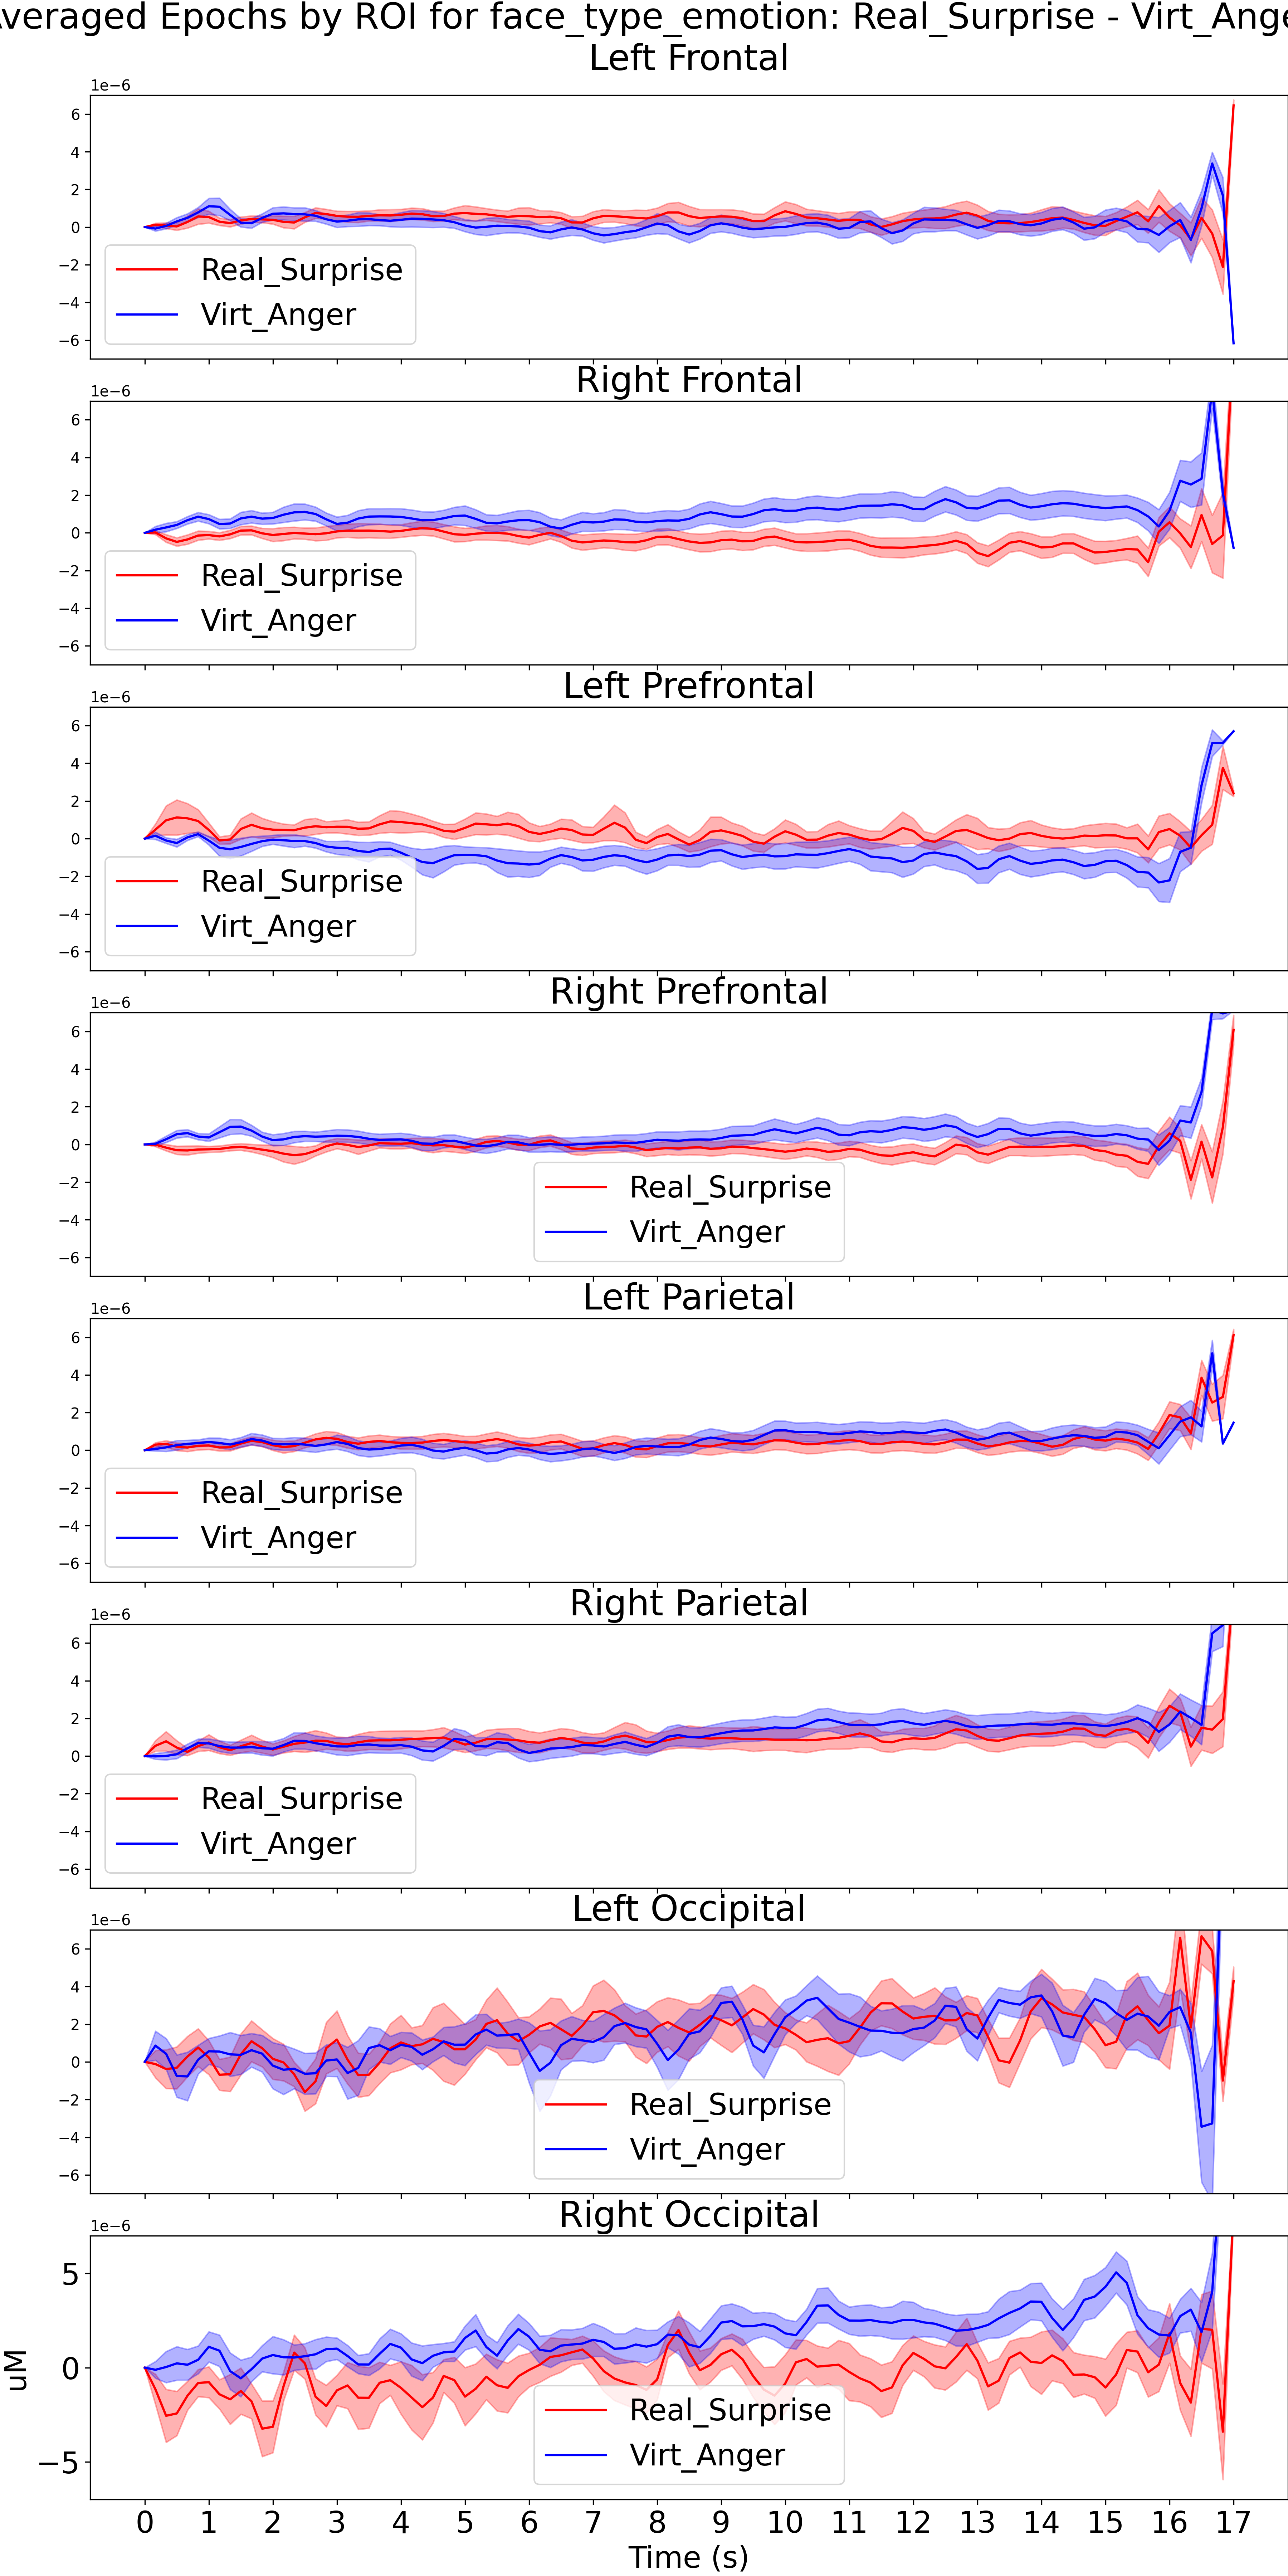 veraged Epochs by ROI for face_type_emotion: Real_Surprise - Virt_Ange
Left Frontal
1e−6
6
4
2
0
−2
−4
−6
Real_Surprise
Virt_Anger
Right Frontal
1e−6
6
4
2
0
−2
−4
−6
Real_Surprise
Virt_Anger
Left Prefrontal
1e−6
6
4
2
0
−2
−4
−6
Real_Surprise
Virt_Anger
Right Prefrontal
1e−6
6
4
2
0
−2
−4
−6
Real_Surprise
Virt_Anger
Left Parietal
1e−6
6
4
2
0
−2
−4
−6
Real_Surprise
Virt_Anger
Right Parietal
1e−6
6
4
2
0
−2
−4
−6
Real_Surprise
Virt_Anger
Left Occipital
1e−6
6
4
2
0
−2
−4
−6
Real_Surprise
Virt_Anger
Right Occipital
1e−6
5
0
−5
uM
Real_Surprise
Virt_Anger
0 1 2 3 4 5 6 7 8 9 10 11 12 13 14 15 16 17
Time (s)